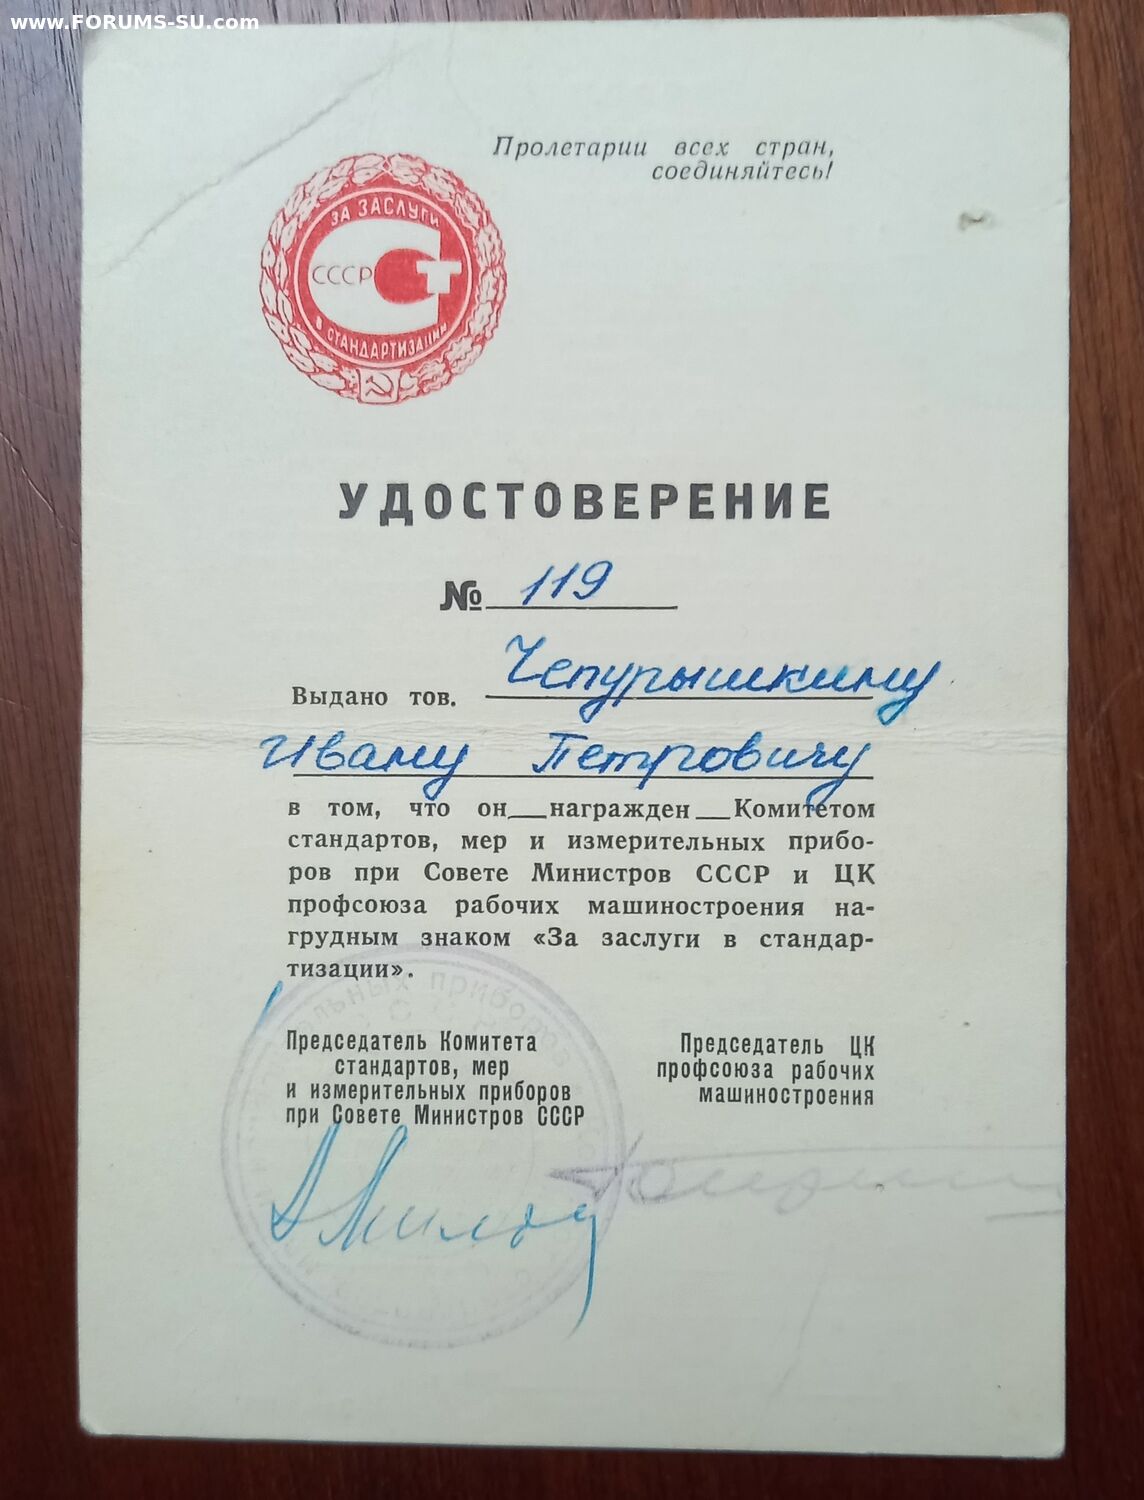 www.FORUMS-SU.com
Пролетарии всех стран,
соединяйтесь!
ЗА ЗАСЛУГИ
СССР
СТ
В СТАНДАРТИЗАЦИИ
УДОСТОВЕРЕНИЕ
№ 119
Выдано тов. Чепурышкину
Ивану Петровичу
в том, что он__награжден__Комитетом
стандартов, мер и измерительных прибо-
ров при Совете Министров СССР и ЦК
профсоюза рабочих машиностроения на-
грудным знаком «За заслуги в стандар-
тизации».
Председатель Комитета
стандартов, мер
и измерительных приборов
при Совете Министров СССР
Председатель ЦК
профсоюза рабочих
машиностроения
приборов